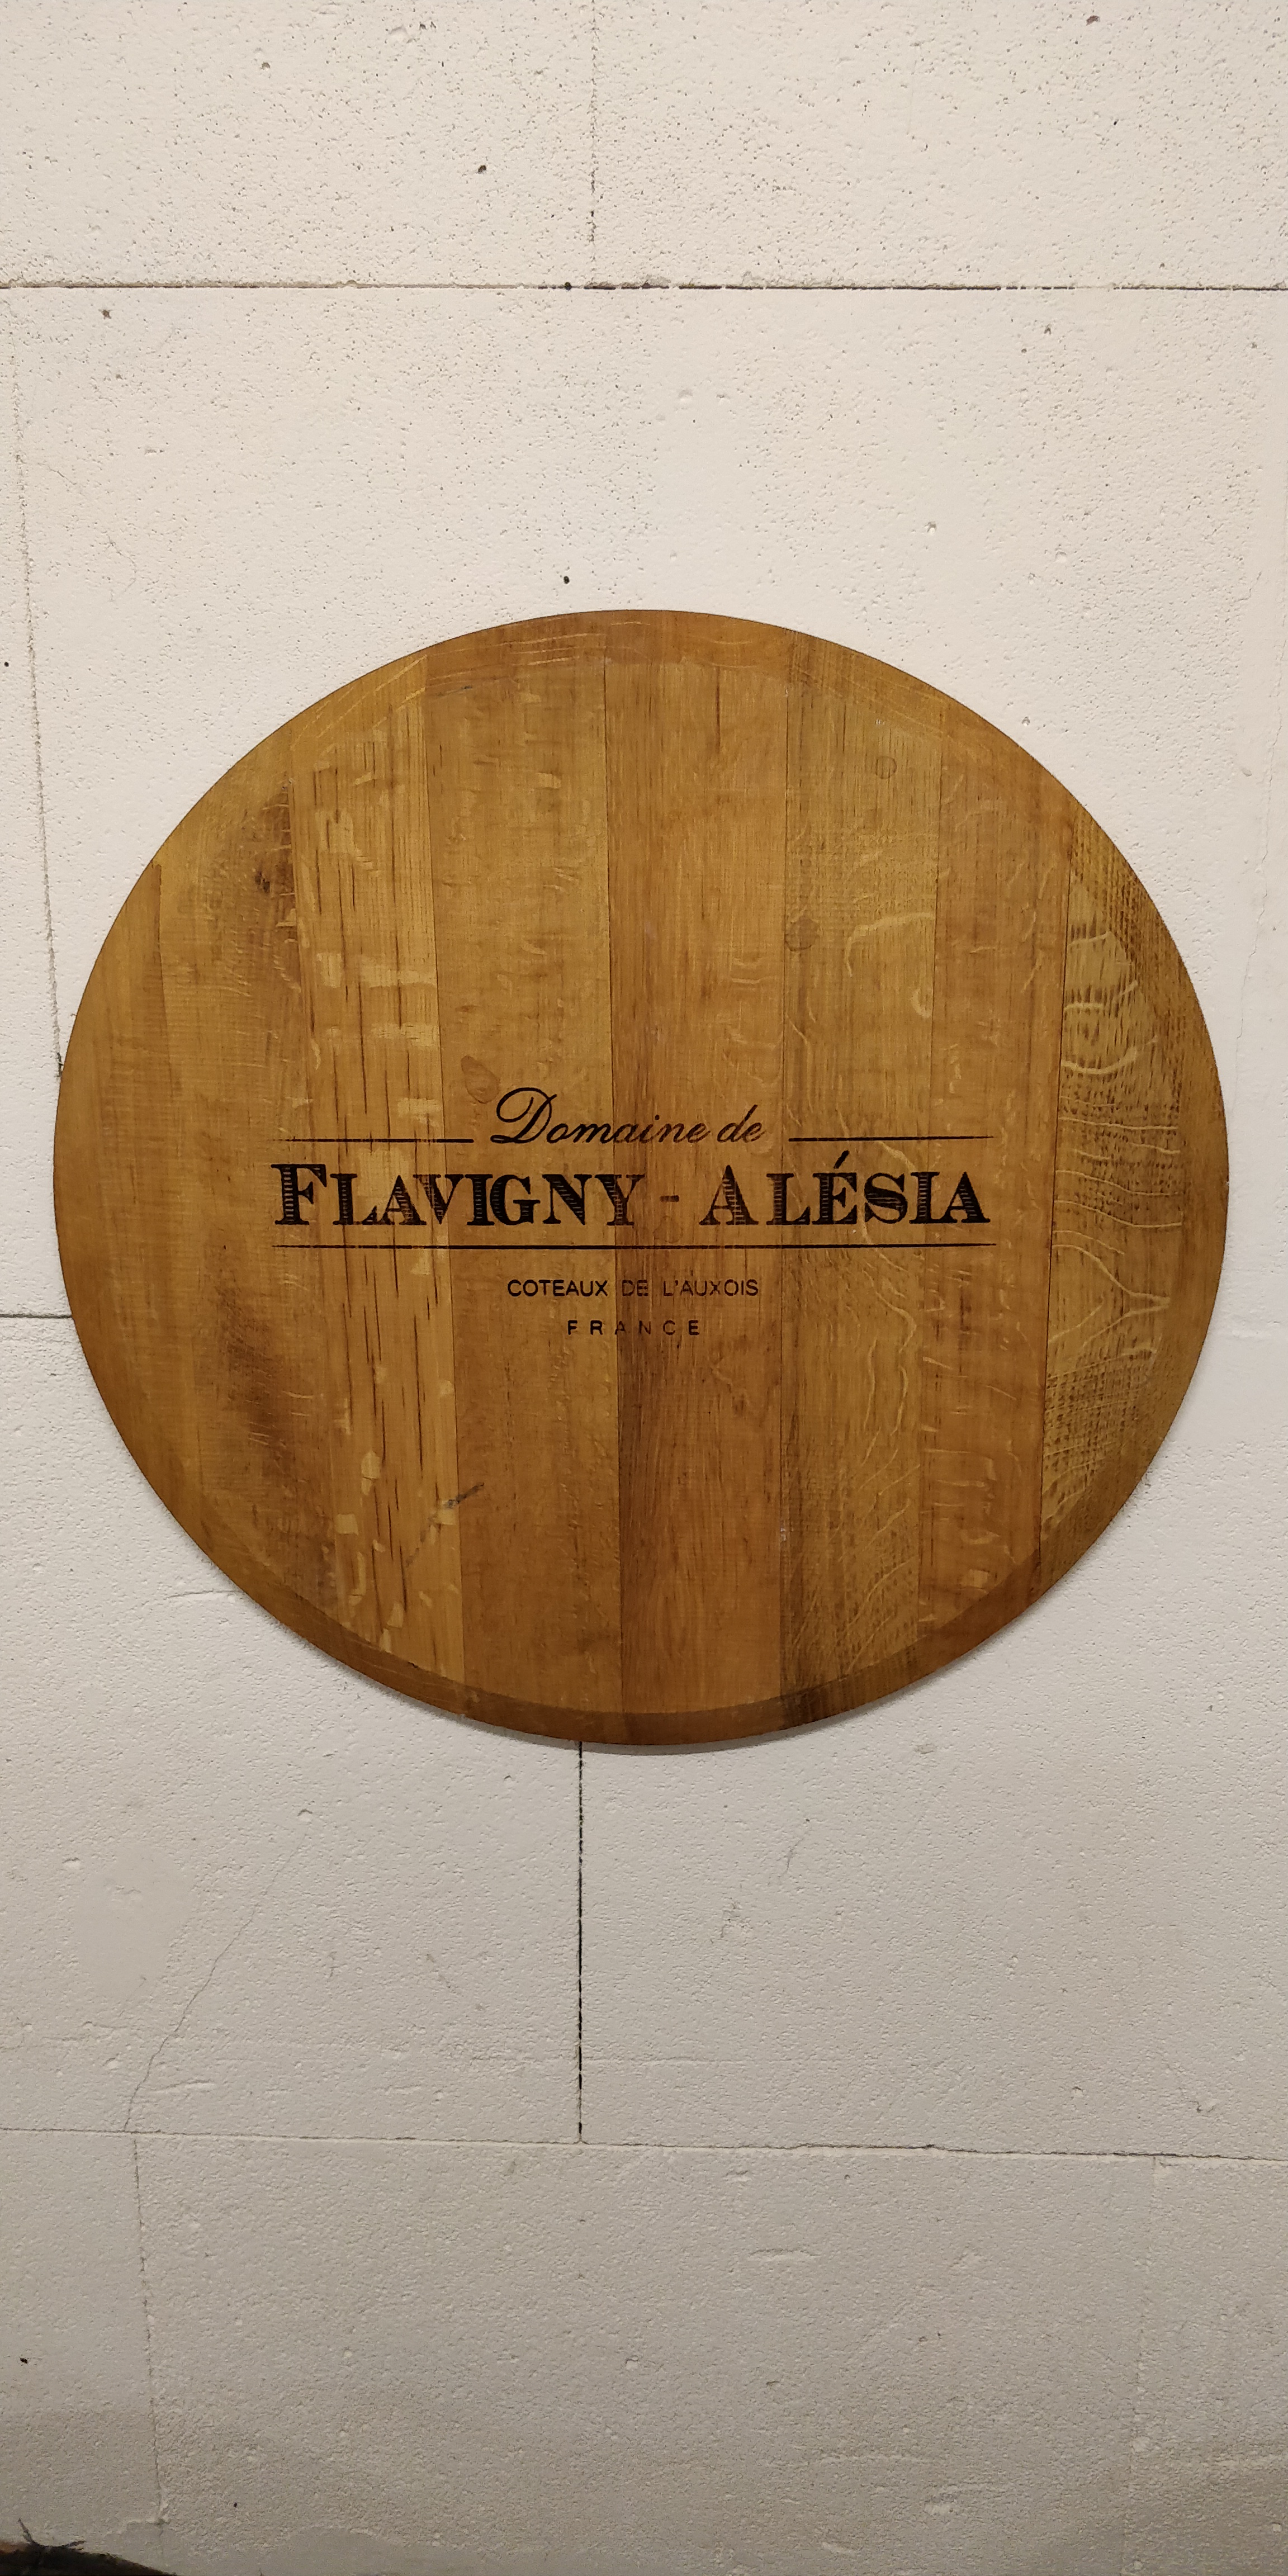 Domaine de
FLAVIGNY - ALÉSIA
COTEAUX DE L'AUXOIS
FRANCE